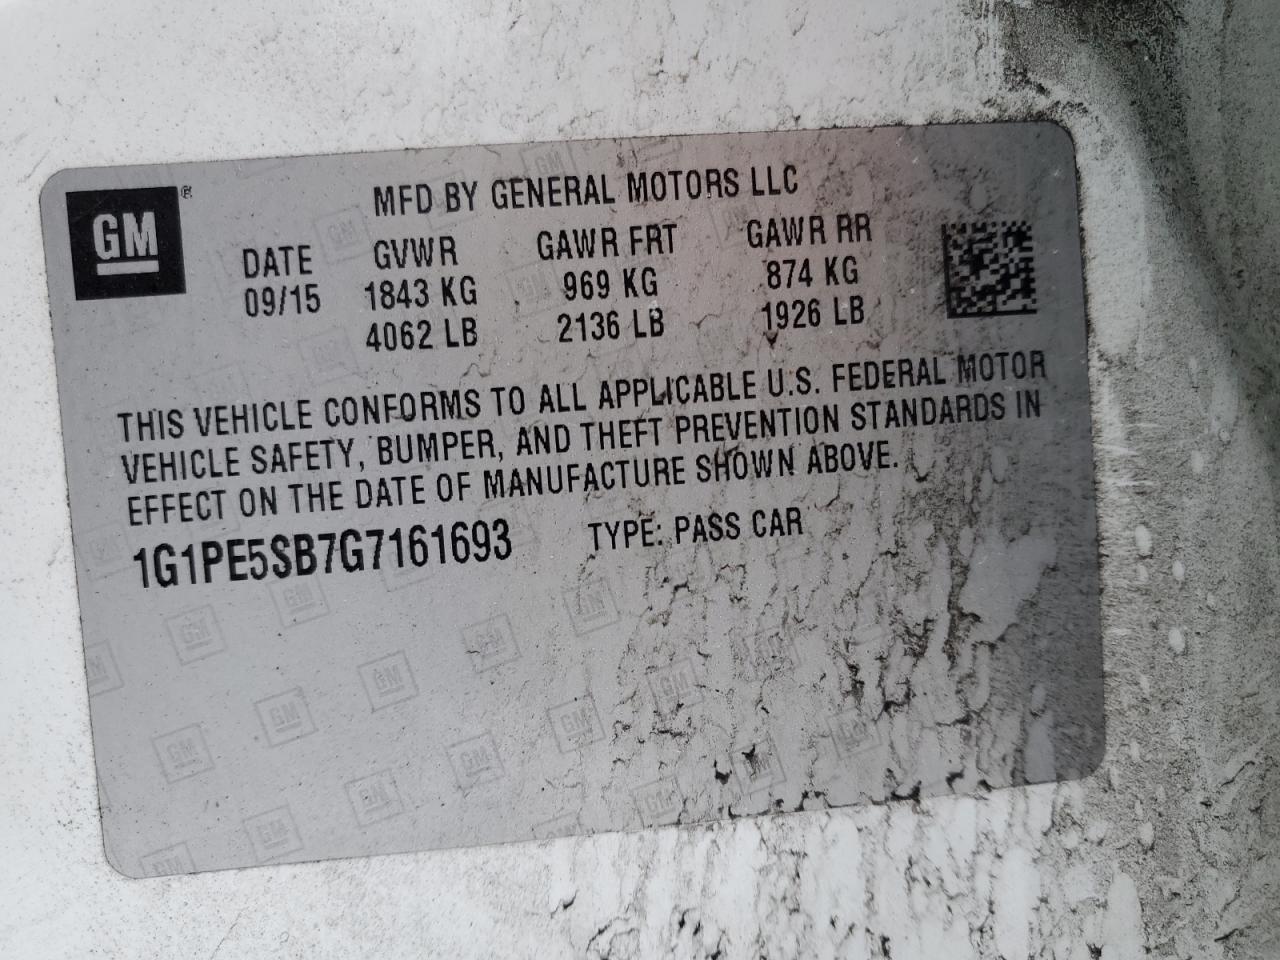 GM®
MFD BY GENERAL MOTORS LLC
DATE GVWR GAWR FRT GAWR RR
09/15 1843 KG 969 KG 874 KG
4062 LB 2136 LB 1926 LB
THIS VEHICLE CONFORMS TO ALL APPLICABLE U.S. FEDERAL MOTOR
VEHICLE SAFETY, BUMPER, AND THEFT PREVENTION STANDARDS IN
EFFECT ON THE DATE OF MANUFACTURE SHOWN ABOVE.
1G1PE5SB7G7161693 TYPE: PASS CAR